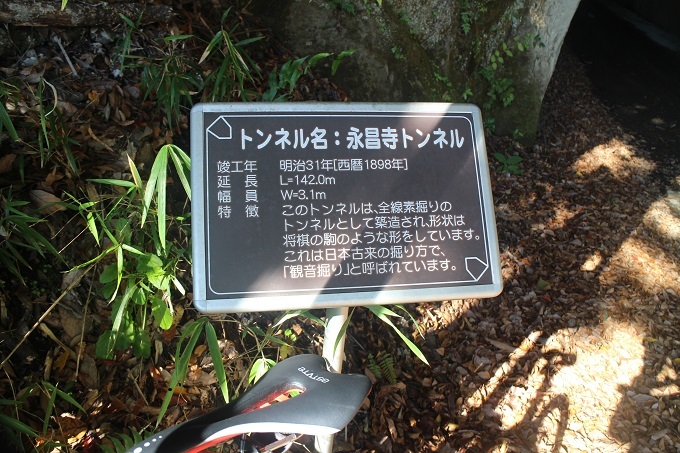 トンネル名：永昌寺トンネル
竣工年　明治31年[西暦1898年]
延　長　L=142.0m
幅　員　W=3.1m
特　徴　このトンネルは、全線素掘りの
トンネルとして築造され、形状は
将棋の駒のような形をしています。
これは日本古来の掘り方で、
「観音掘り」と呼ばれています。
astute